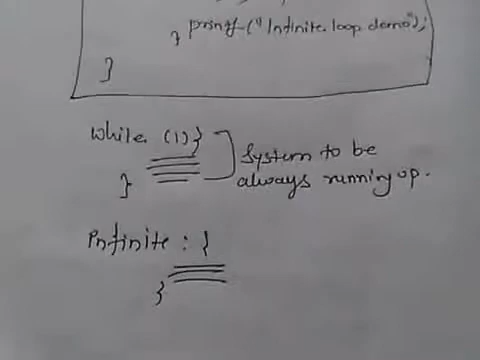 } printf ("Infinite loop demo");
}
while (1) }
}
System to be
always running up.
Infinite : {
}